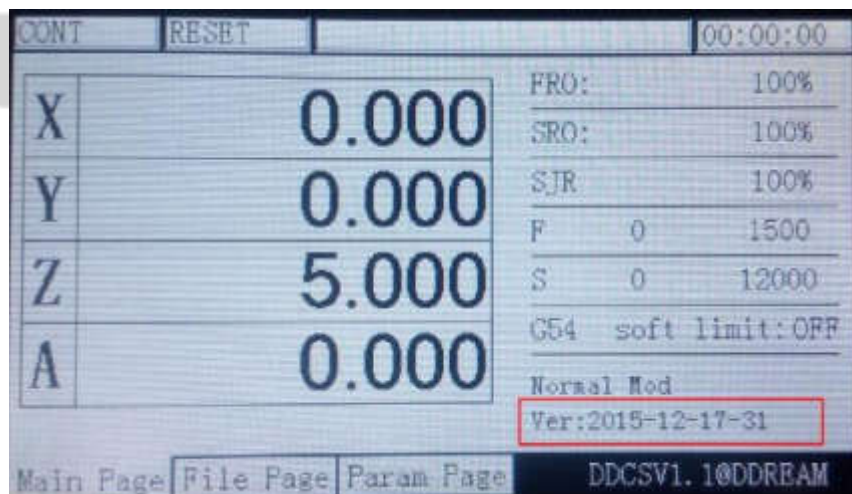 CONT RESET 00:00:00
X 0.000
Y 0.000
Z 5.000
A 0.000
FRO: 100%
SRO: 100%
SJR 100%
F 0 1500
S 0 12000
G54 soft limit:OFF
Normal Mod
Ver:2015-12-17-31
Main Page File Page Param Page DDCSV1.1@DDREAM